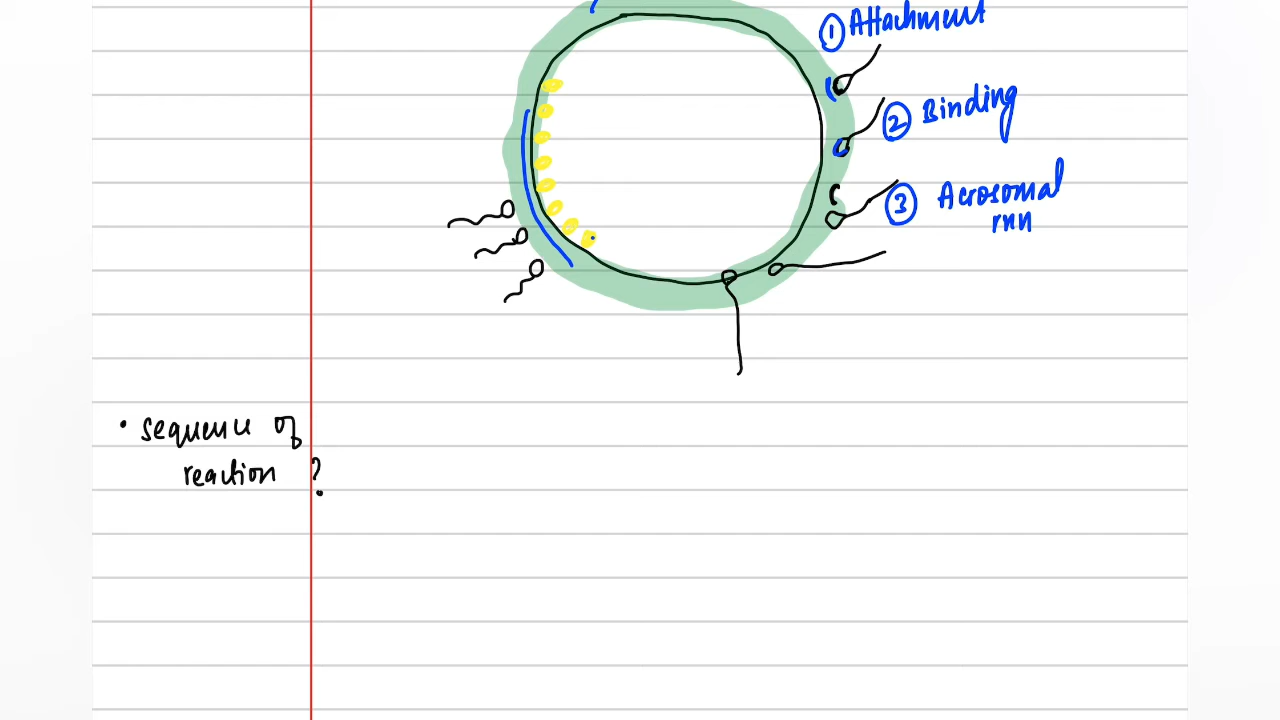 ① Attachment
② Binding
③ Acrosomal
rxn
• sequence of
reaction ?